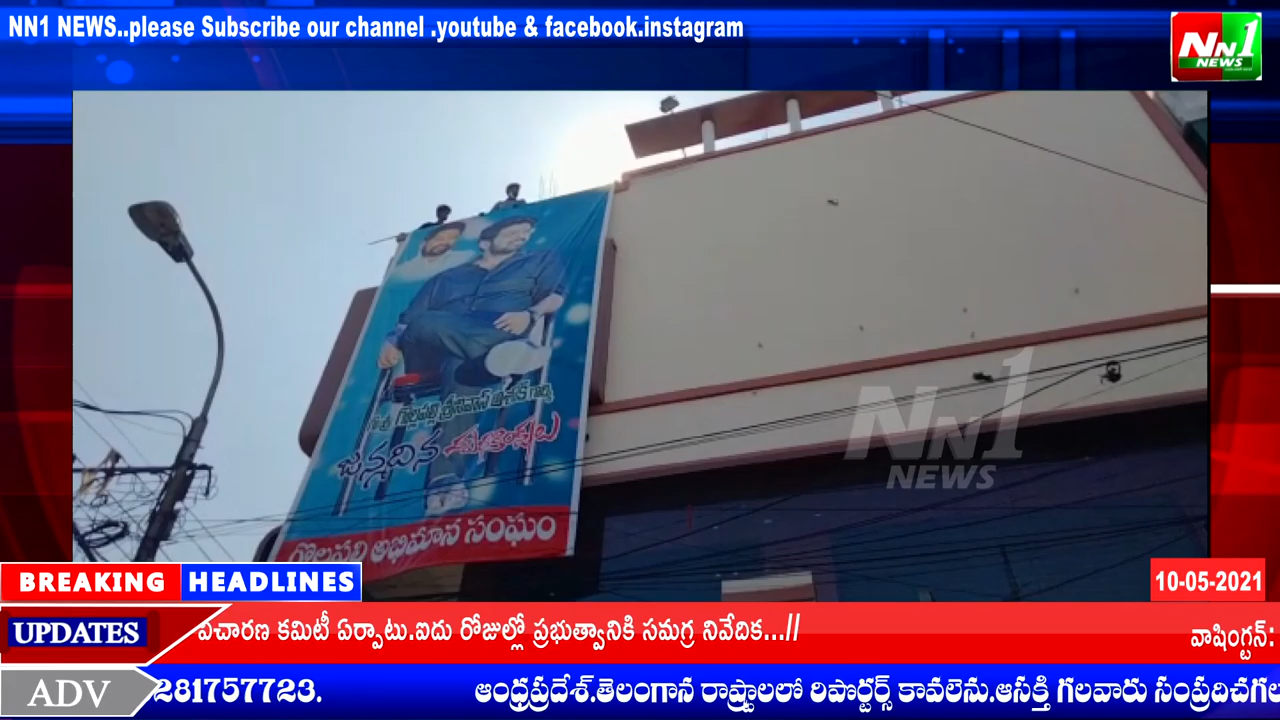 NN1 NEWS..please Subscribe our channel .youtube & facebook.instagram
NN1
NEWS
జన్మదిన శుభాకాంక్షలు
గొల్లపల్లి అభిమాన సంఘం
NN1
NEWS
BREAKING HEADLINES
10-05-2021
UPDATES
విచారణ కమిటీ ఏర్పాటు.ఐదు రోజుల్లో ప్రభుత్వానికి సమగ్ర నివేదిక...// వాషింగ్టన్:
ADV
281757723. ఆంధ్రప్రదేశ్.తెలంగాన రాష్ట్రాలలో రిపోర్టర్స్ కావలెను.ఆసక్తి గలవారు సంప్రదిచగల